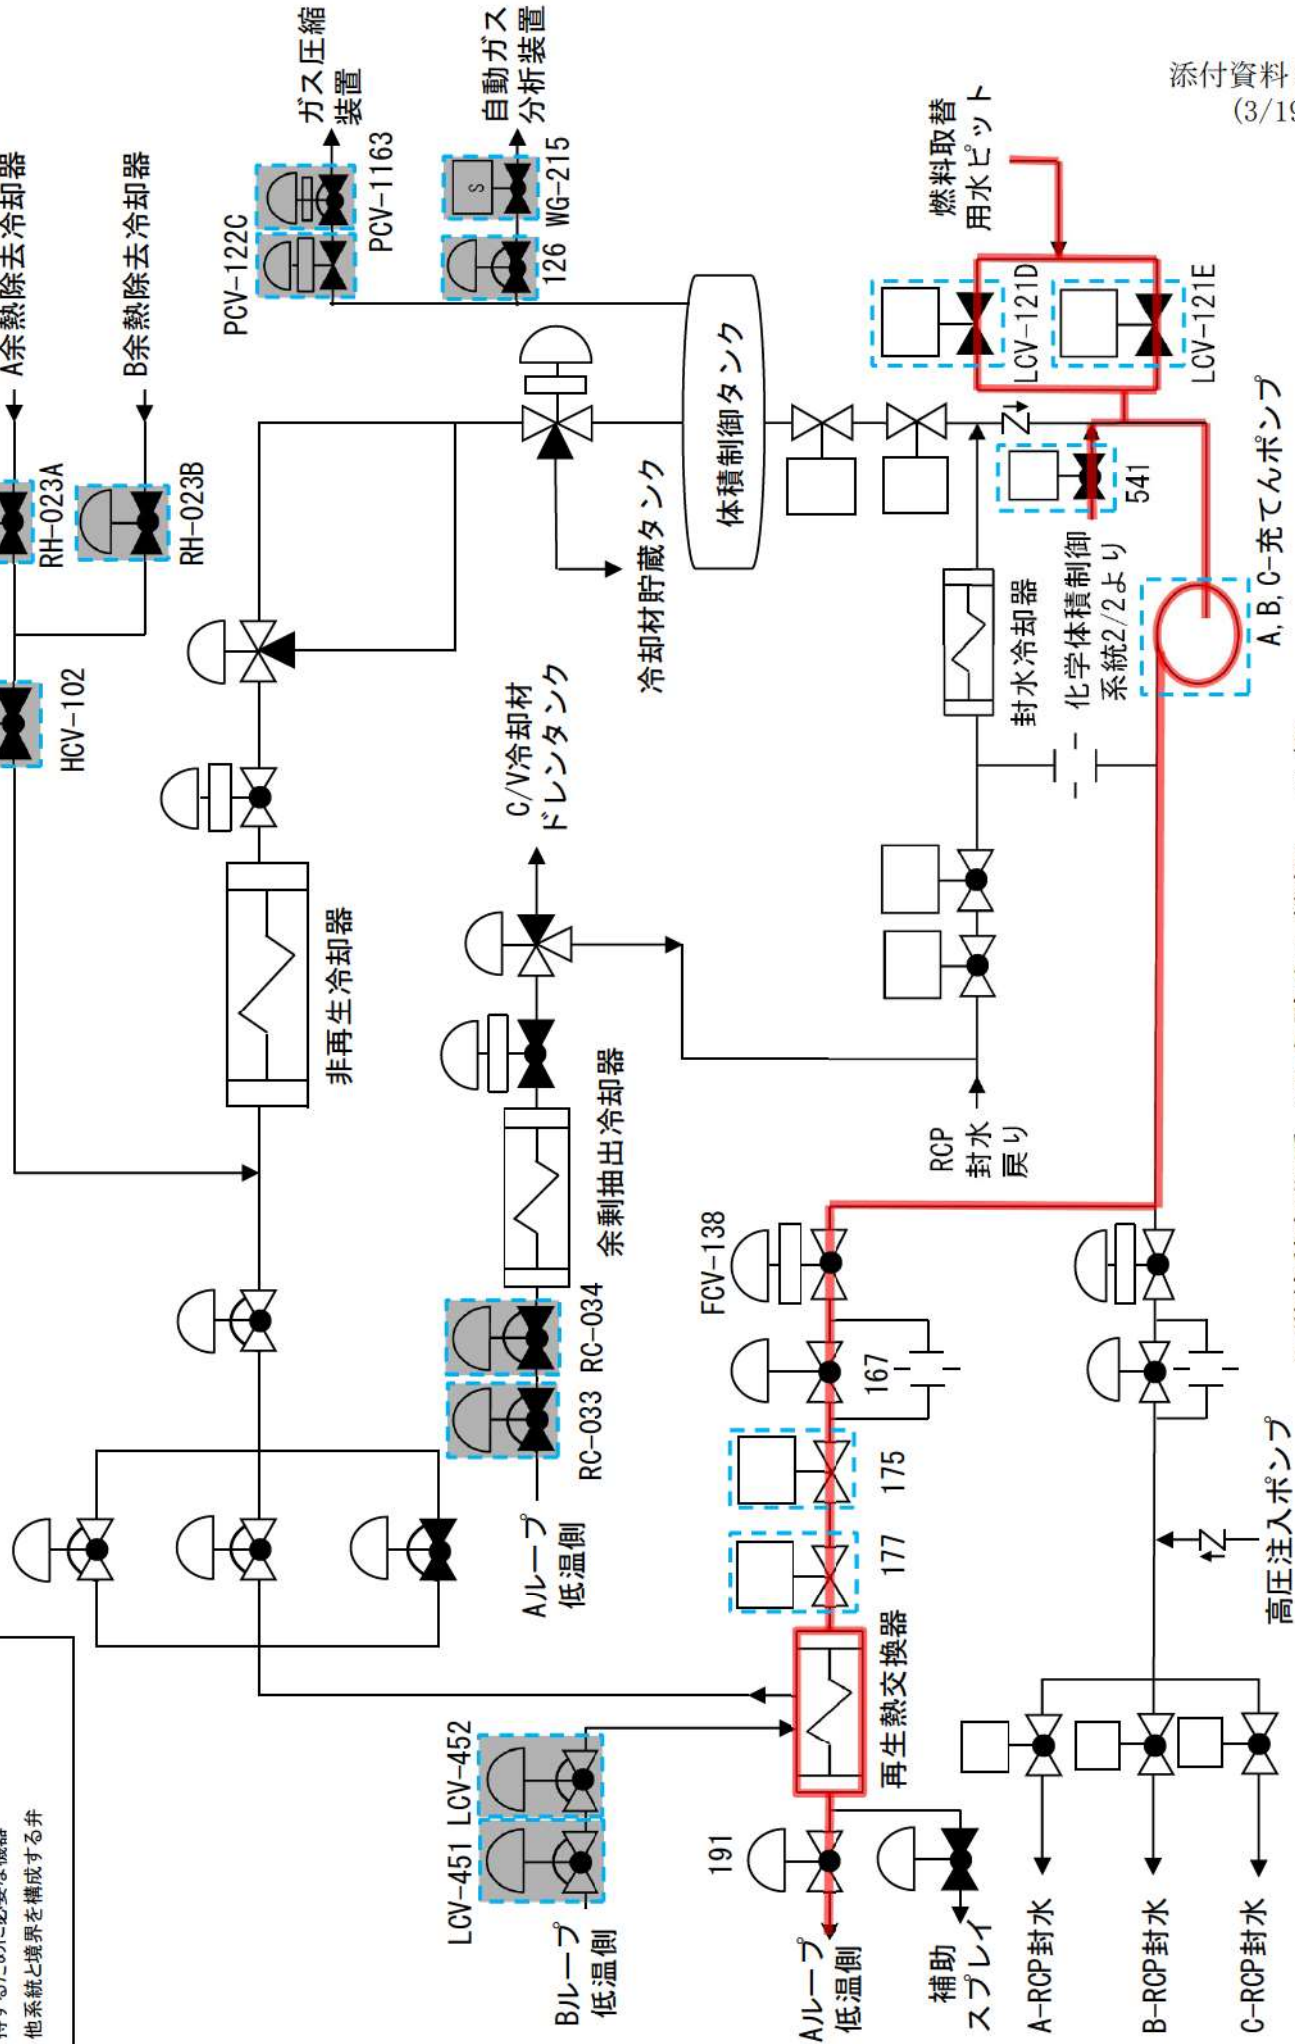 添付資料
(3/19
A余熱除去冷却器
B余熱除去冷却器
RH-023A
RH-023B
HCV-102
ガス圧縮
装置
PCV-122C
PCV-1163
自動ガス
分析装置
126
WG-215
S
体積制御タンク
冷却材貯蔵タンク
燃料取替
用水ピット
LCV-121D
LCV-121E
541
化学体積制御
系統2/2より
A, B, C-充てんポンプ
封水冷却器
C/V冷却材
ドレンタンク
非再生冷却器
余剰抽出冷却器
RC-034
RC-033
Aループ
低温側
RCP
封水
戻り
FCV-138
167
175
177
再生熱交換器
LCV-452
LCV-451
Bループ
低温側
191
Aループ
低温側
補助
スプレイ
A-RCP封水
B-RCP封水
C-RCP封水
高圧注入ポンプ
他系統と境界を構成する弁